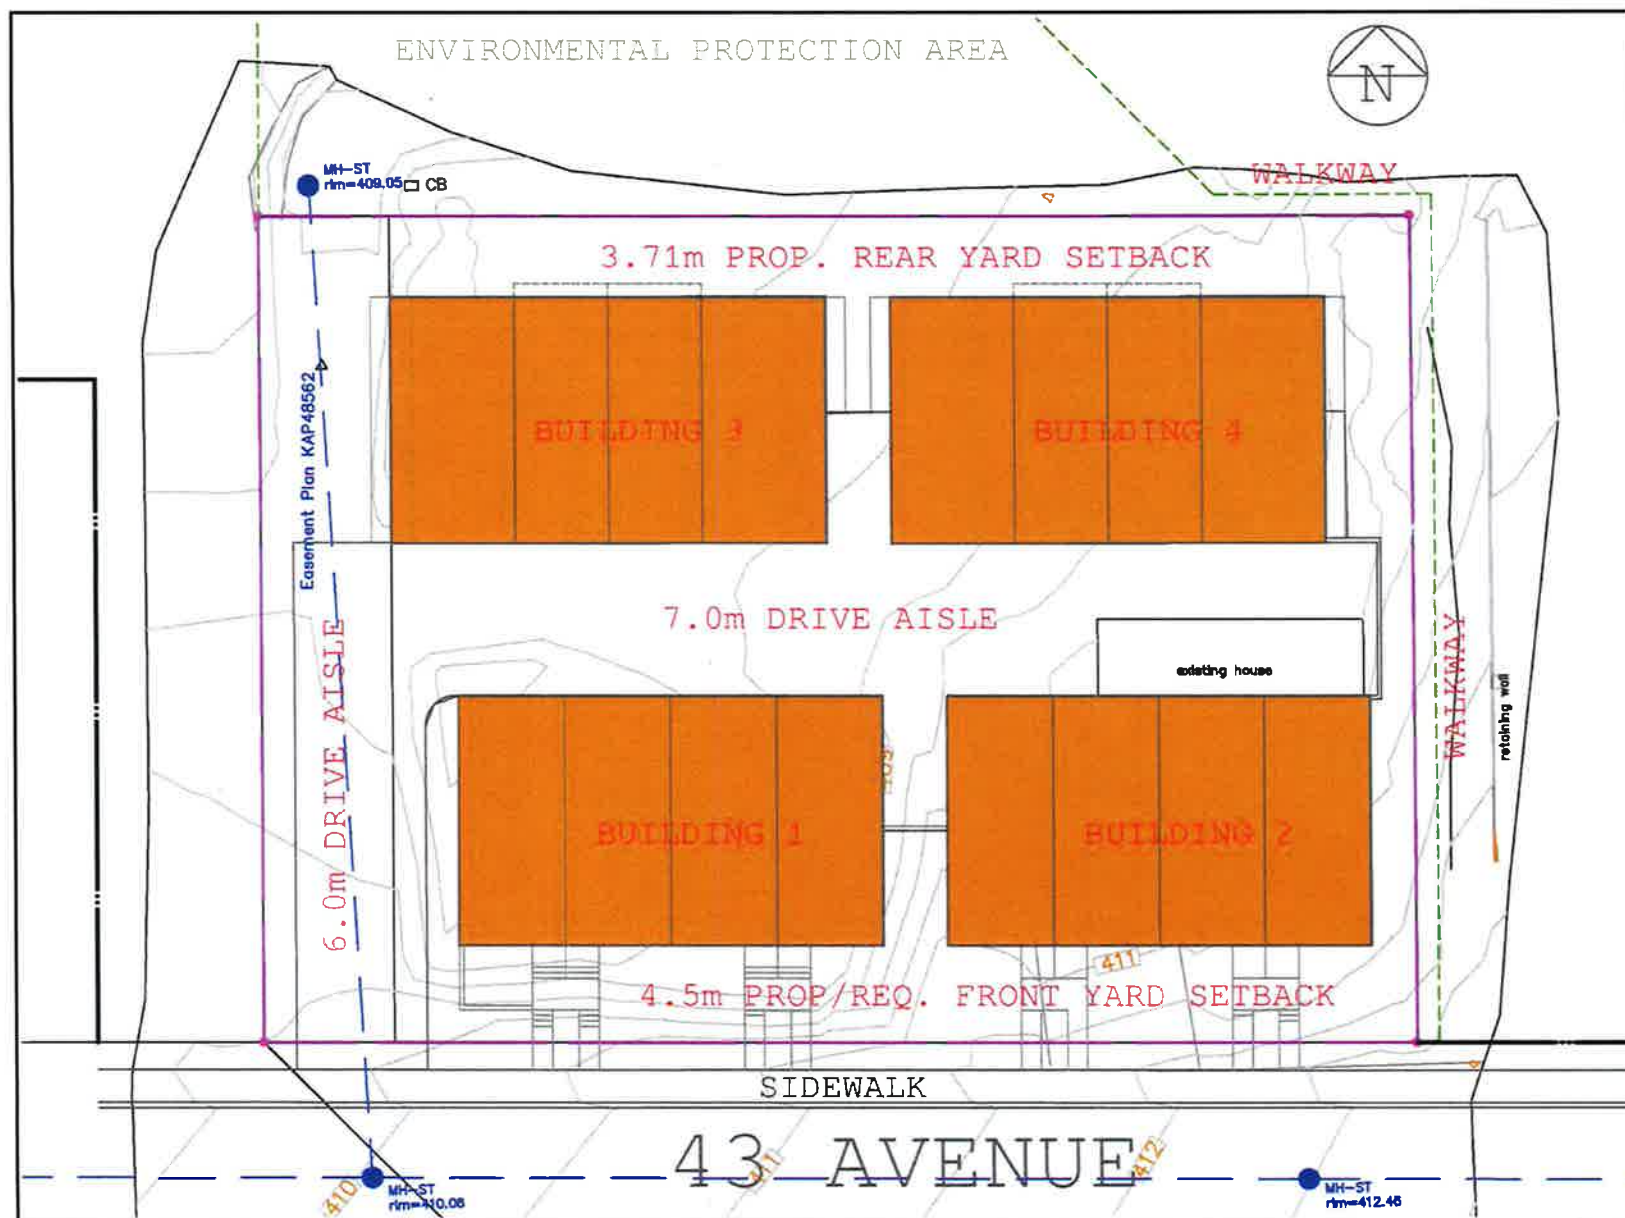 ENVIRONMENTAL PROTECTION AREA
N
WALKWAY
MH-ST
rim=409.05
CB
3.71m PROP. REAR YARD SETBACK
Easement Plan KAP48562
BUILDING 3
BUILDING 4
7.0m DRIVE AISLE
existing house
6.0m DRIVE AISLE
WALKWAY
retaining wall
BUILDING 1
409
BUILDING 2
411
4.5m PROP/REQ. FRONT YARD SETBACK
SIDEWALK
43 AVENUE
410
411
412
MH-ST
rim=410.08
MH-ST
rim=412.46